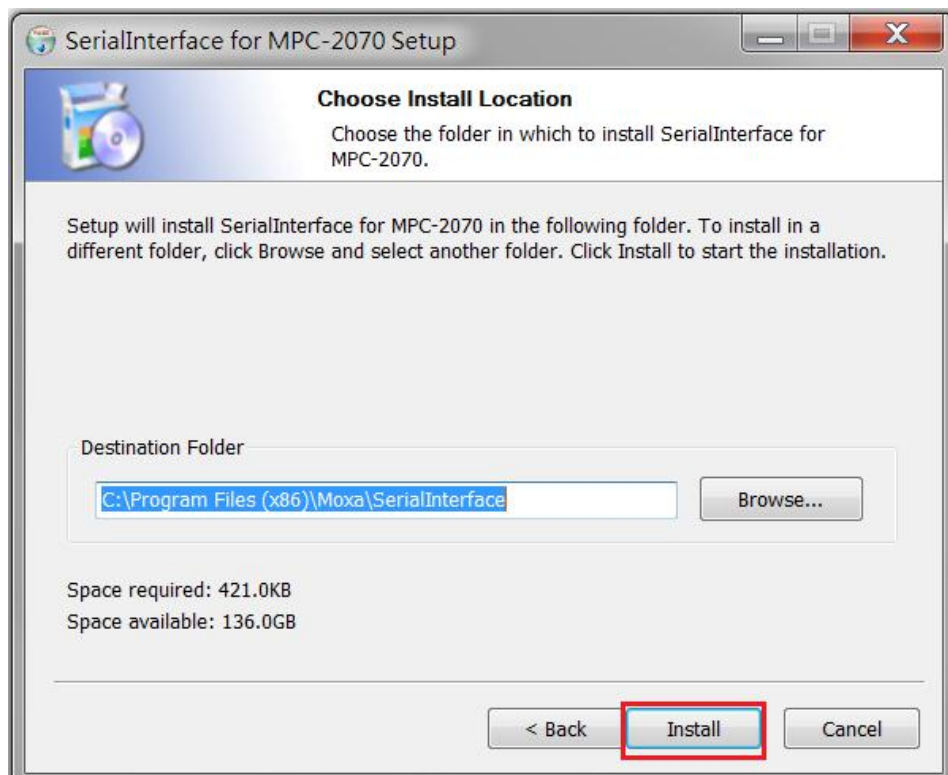 SerialInterface for MPC-2070 Setup
Choose Install Location
Choose the folder in which to install SerialInterface for
MPC-2070.
Setup will install SerialInterface for MPC-2070 in the following folder. To install in a
different folder, click Browse and select another folder. Click Install to start the installation.
Destination Folder
C:\Program Files (x86)\Moxa\SerialInterface
Browse...
Space required: 421.0KB
Space available: 136.0GB
< Back
Install
Cancel